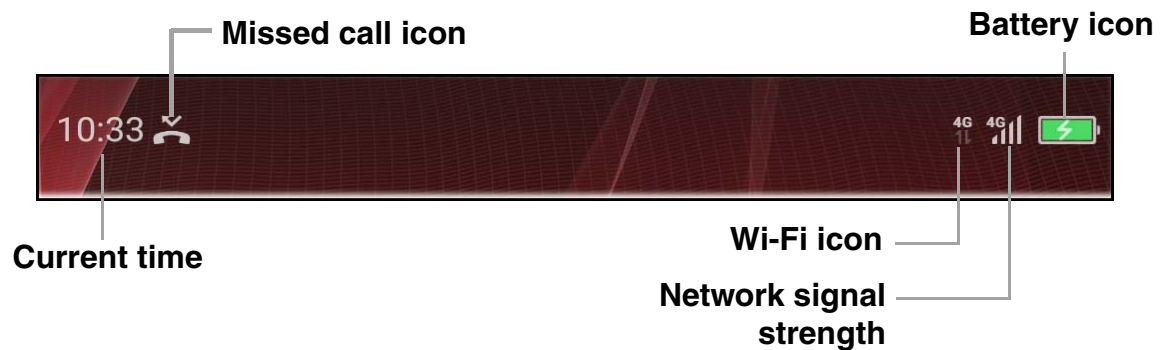 Battery icon
Missed call icon
10:33
4G 4G
Current time
Wi-Fi icon
Network signal
strength